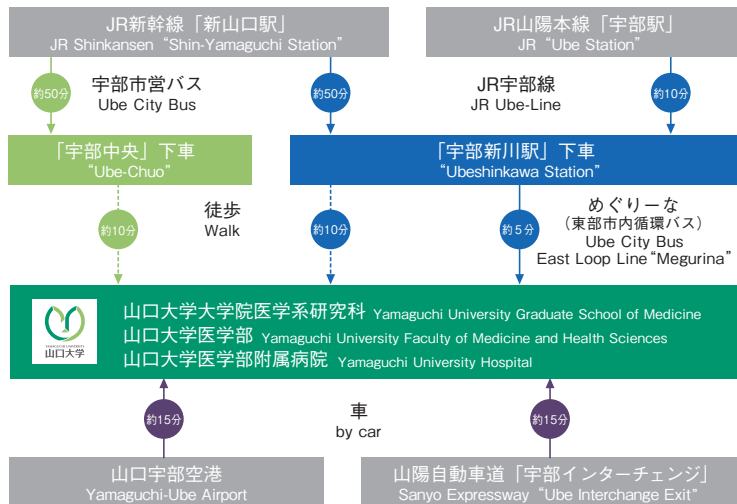 JR新幹線「新山口駅」
JR Shinkansen “Shin-Yamaguchi Station”
JR山陽本線「宇部駅」
JR “Ube Station”
約50分
宇部市営バス
Ube City Bus
約50分
JR宇部線
JR Ube-Line
約10分
「宇部中央」下車
“Ube-Chuo”
「宇部新川駅」下車
“Ubeshinkawa Station”
約10分
徒歩
Walk
約10分
約5分
めぐりーな
（東部市内循環バス）
Ube City Bus
East Loop Line “Megurina”
YAMAGUCHI UNIVERSITY
山口大学
山口大学大学院医学系研究科 Yamaguchi University Graduate School of Medicine
山口大学医学部 Yamaguchi University Faculty of Medicine and Health Sciences
山口大学医学部附属病院 Yamaguchi University Hospital
約15分
車
by car
約15分
山口宇部空港
Yamaguchi-Ube Airport
山陽自動車道「宇部インターチェンジ」
Sanyo Expressway “Ube Interchange Exit”